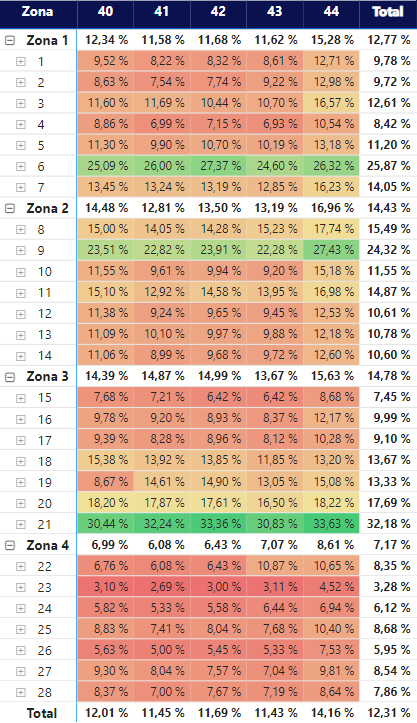 Zona 40 41 42 43 44 Total
Zona 1 12,34 % 11,58 % 11,68 % 11,62 % 15,28 % 12,77 %
1 9,52 % 8,22 % 8,32 % 8,61 % 12,71 % 9,78 %
2 8,63 % 7,54 % 7,74 % 9,22 % 12,98 % 9,72 %
3 11,60 % 11,69 % 10,44 % 10,70 % 16,57 % 12,61 %
4 8,86 % 6,99 % 7,15 % 6,93 % 10,54 % 8,42 %
5 11,30 % 9,90 % 10,70 % 10,19 % 13,18 % 11,20 %
6 25,09 % 26,00 % 27,37 % 24,60 % 26,32 % 25,87 %
7 13,45 % 13,24 % 13,19 % 12,85 % 16,23 % 14,05 %
Zona 2 14,48 % 12,81 % 13,50 % 13,19 % 16,96 % 14,43 %
8 15,00 % 14,05 % 14,28 % 15,23 % 17,74 % 15,49 %
9 23,51 % 22,82 % 23,91 % 22,28 % 27,43 % 24,32 %
10 11,55 % 9,61 % 9,94 % 9,20 % 15,18 % 11,55 %
11 15,10 % 12,92 % 14,58 % 13,95 % 16,98 % 14,87 %
12 11,38 % 9,24 % 9,65 % 9,45 % 12,53 % 10,61 %
13 11,09 % 10,10 % 9,97 % 9,88 % 12,18 % 10,78 %
14 11,06 % 8,99 % 9,68 % 9,72 % 12,60 % 10,60 %
Zona 3 14,39 % 14,87 % 14,99 % 13,67 % 15,63 % 14,78 %
15 7,68 % 7,21 % 6,42 % 6,42 % 8,68 % 7,45 %
16 9,78 % 9,20 % 8,93 % 8,37 % 12,17 % 9,99 %
17 9,39 % 8,28 % 8,96 % 8,12 % 10,28 % 9,10 %
18 15,38 % 13,92 % 13,85 % 11,85 % 13,20 % 13,67 %
19 8,67 % 14,61 % 14,90 % 13,05 % 15,08 % 13,33 %
20 18,20 % 17,87 % 17,61 % 16,50 % 18,22 % 17,69 %
21 30,44 % 32,24 % 33,36 % 30,83 % 33,63 % 32,18 %
Zona 4 6,99 % 6,08 % 6,43 % 7,07 % 8,61 % 7,17 %
22 6,76 % 6,08 % 6,43 % 10,87 % 10,65 % 8,35 %
23 3,10 % 2,69 % 3,00 % 3,11 % 4,52 % 3,28 %
24 5,82 % 5,33 % 5,58 % 6,44 % 6,94 % 6,12 %
25 8,83 % 7,41 % 8,04 % 7,68 % 10,40 % 8,68 %
26 5,63 % 5,00 % 5,45 % 5,33 % 7,53 % 5,95 %
27 9,30 % 8,04 % 7,57 % 7,04 % 9,81 % 8,54 %
28 8,37 % 7,00 % 7,67 % 7,19 % 8,64 % 7,86 %
Total 12,01 % 11,45 % 11,69 % 11,43 % 14,16 % 12,31 %